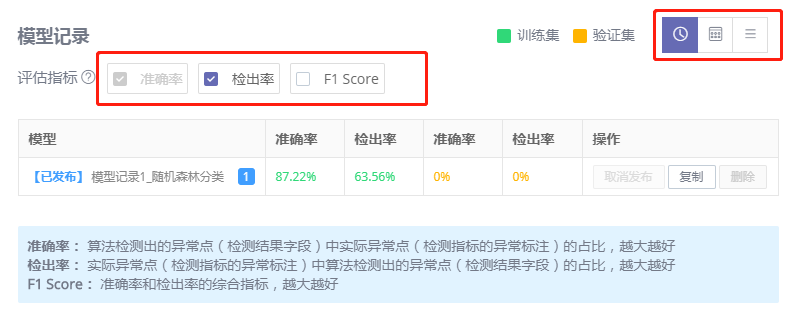 模型记录
训练集 验证集
评估指标 ? 准确率 检出率 F1 Score
模型 准确率 检出率 准确率 检出率 操作
【已发布】模型记录1_随机森林分类 1 87.22% 63.56% 0% 0% 取消发布 复制 删除
准确率： 算法检测出的异常点（检测结果字段）中实际异常点（检测指标的异常标注）的占比，越大越好
检出率： 实际异常点（检测指标的异常标注）中算法检测出的异常点（检测结果字段）的占比，越大越好
F1 Score： 准确率和检出率的综合指标，越大越好